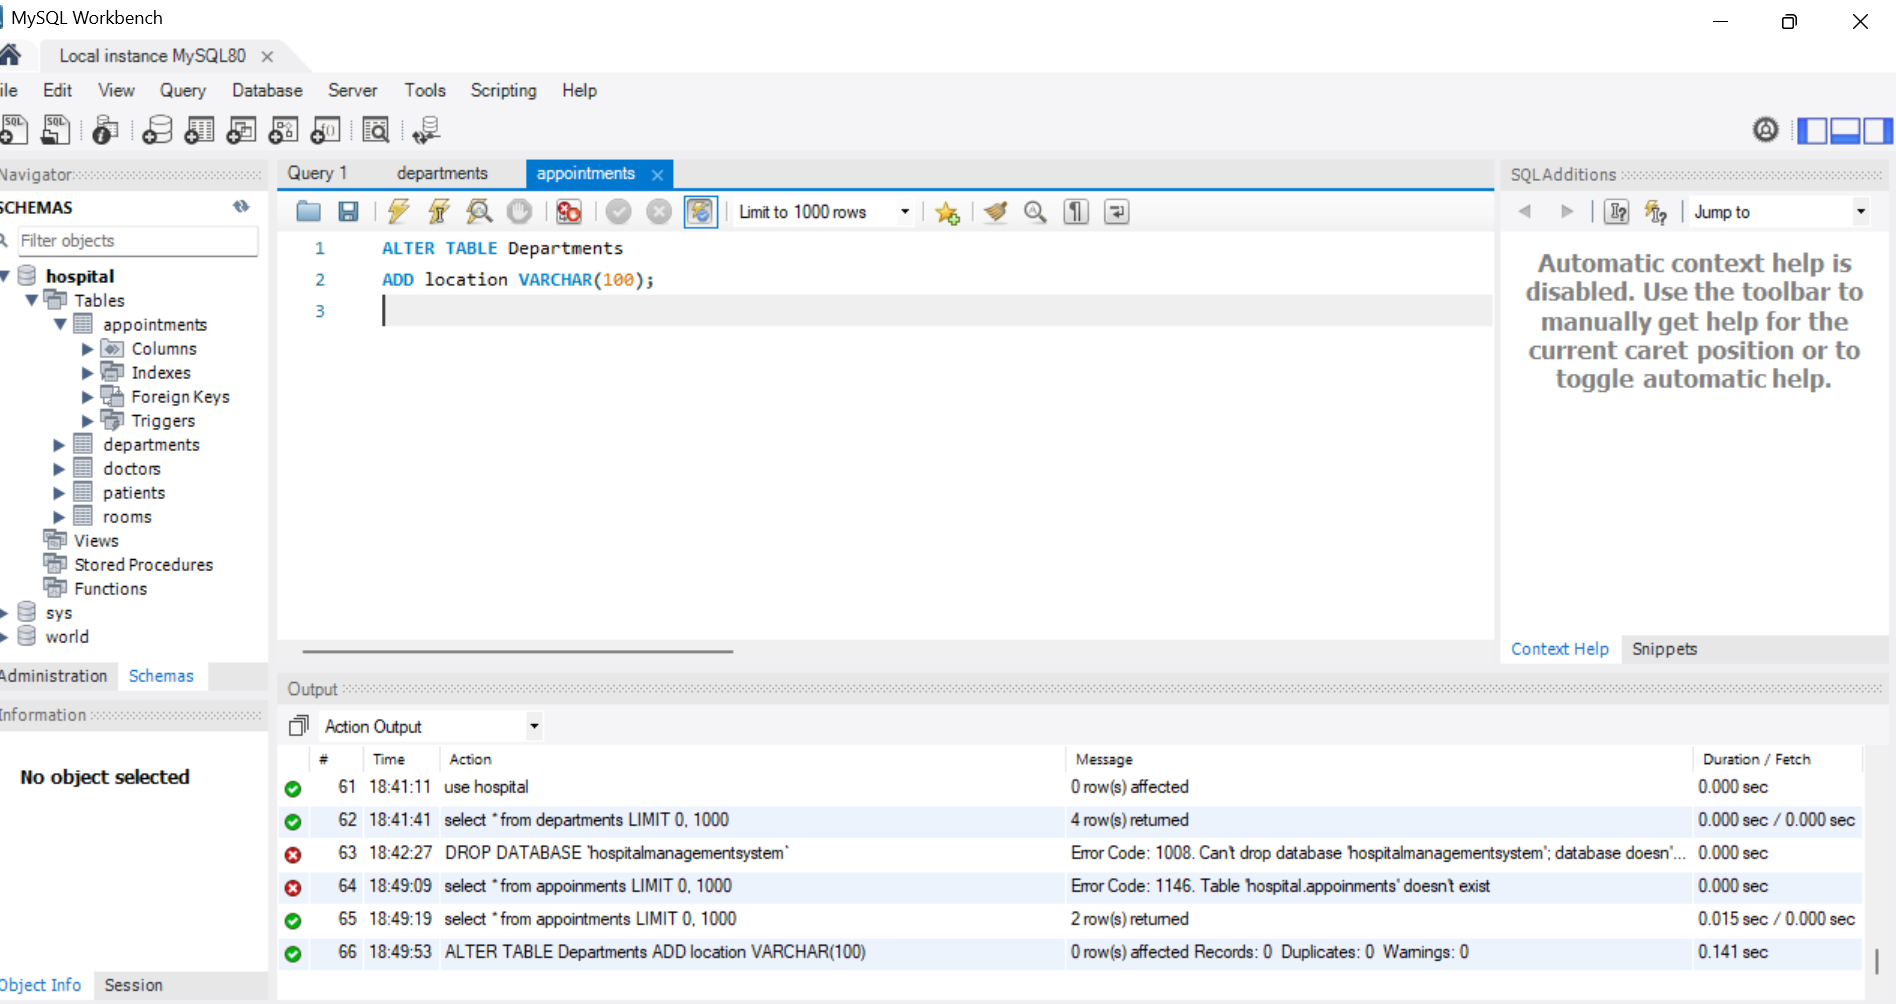 MySQL Workbench
Local instance MySQL80
ile Edit View Query Database Server Tools Scripting Help
Navigator
SCHEMAS
Filter objects
hospital
Tables
appointments
Columns
Indexes
Foreign Keys
Triggers
departments
doctors
patients
rooms
Views
Stored Procedures
Functions
sys
world
Administration Schemas
Information
No object selected
Object Info Session
Query 1 departments appointments
Limit to 1000 rows
1 ALTER TABLE Departments
2 ADD location VARCHAR(100);
3
SQLAdditions
Jump to
Automatic context help is
disabled. Use the toolbar to
manually get help for the
current caret position or to
toggle automatic help.
Context Help Snippets
Output
Action Output
# Time Action Message Duration / Fetch
61 18:41:11 use hospital 0 row(s) affected 0.000 sec
62 18:41:41 select * from departments LIMIT 0, 1000 4 row(s) returned 0.000 sec / 0.000 sec
63 18:42:27 DROP DATABASE `hospitalmanagementsystem` Error Code: 1008. Can't drop database 'hospitalmanagementsystem'; database doesn'... 0.000 sec
64 18:49:09 select * from appoinments LIMIT 0, 1000 Error Code: 1146. Table 'hospital.appoinments' doesn't exist 0.000 sec
65 18:49:19 select * from appointments LIMIT 0, 1000 2 row(s) returned 0.015 sec / 0.000 sec
66 18:49:53 ALTER TABLE Departments ADD location VARCHAR(100) 0 row(s) affected Records: 0 Duplicates: 0 Warnings: 0 0.141 sec